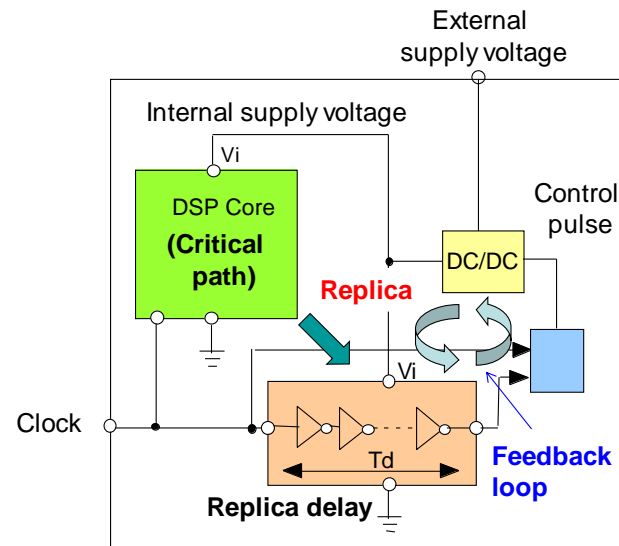 External
supply voltage
Internal supply voltage
Vi
DSP Core
(Critical
path)
Control
pulse
DC/DC
Replica
Vi
Clock
Td
Feedback
loop
Replica delay